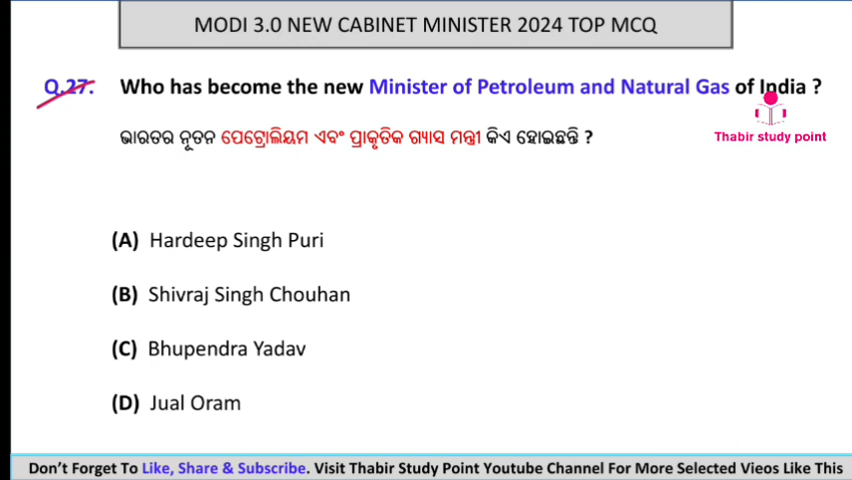 MODI 3.0 NEW CABINET MINISTER 2024 TOP MCQ
Q.27. Who has become the new Minister of Petroleum and Natural Gas of India ?
ଭାରତର ନୂତନ ପେଟ୍ରୋଲିୟମ ଏବଂ ପ୍ରାକୃତିକ ଗ୍ୟାସ ମନ୍ତ୍ରୀ କିଏ ହୋଇଛନ୍ତି ?
Thabir study point
(A) Hardeep Singh Puri
(B) Shivraj Singh Chouhan
(C) Bhupendra Yadav
(D) Jual Oram
Don't Forget To Like, Share & Subscribe. Visit Thabir Study Point Youtube Channel For More Selected Vieos Like This